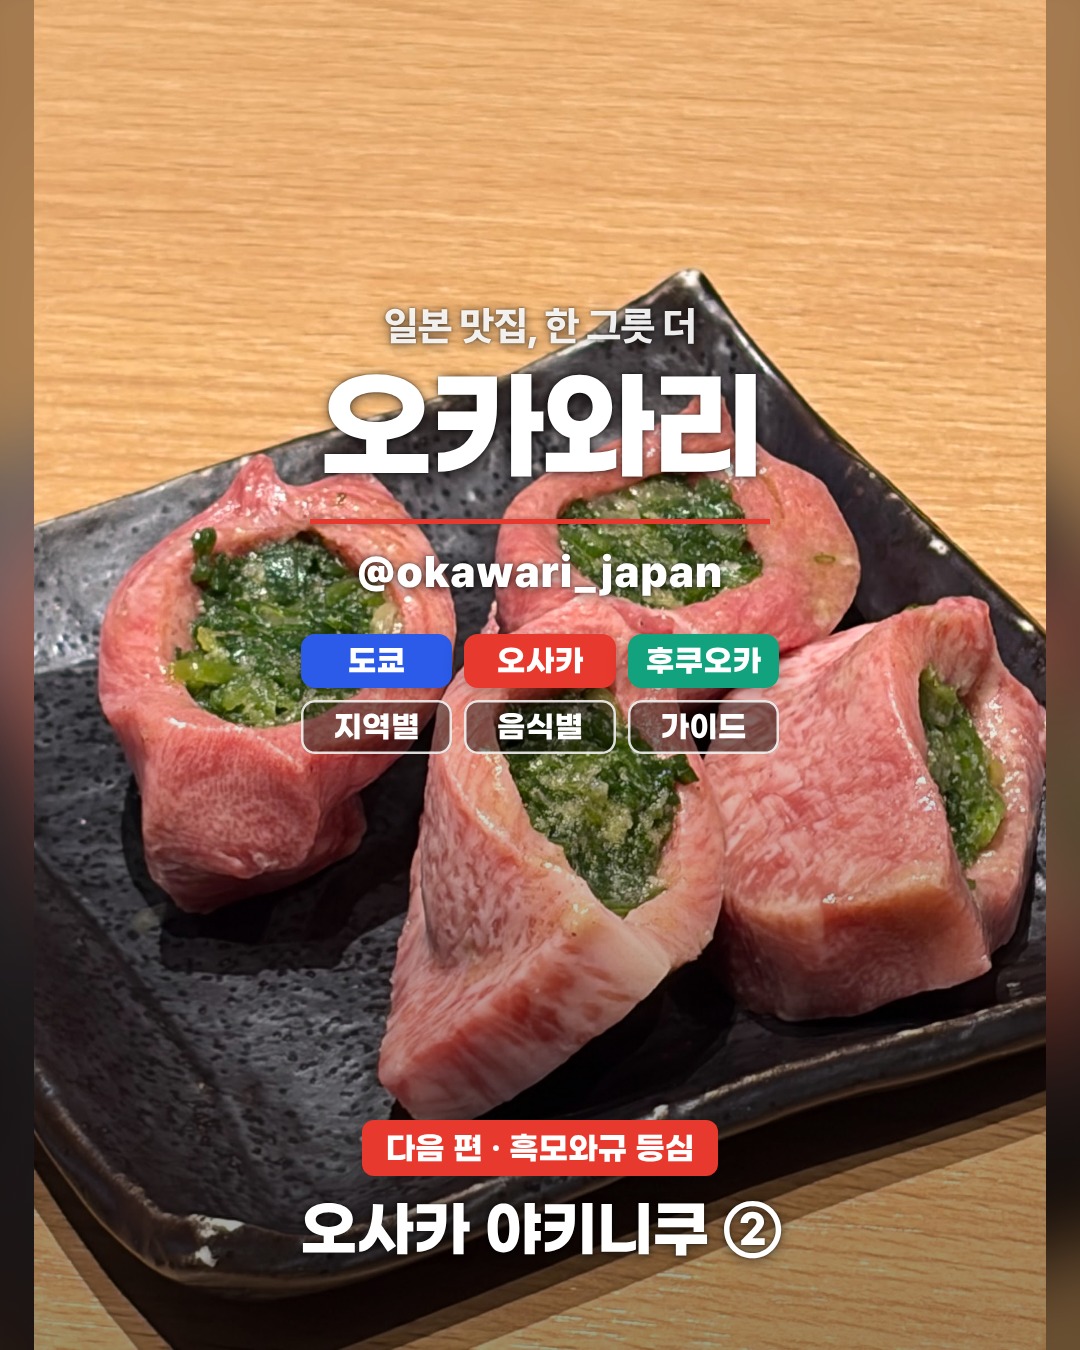 일본 맛집, 한 그릇 더
오카와리
@okawari_japan
도쿄 오사카 후쿠오카
지역별 음식별 가이드
다음 편 · 흑모와규 등심
오사카 야키니쿠 ②